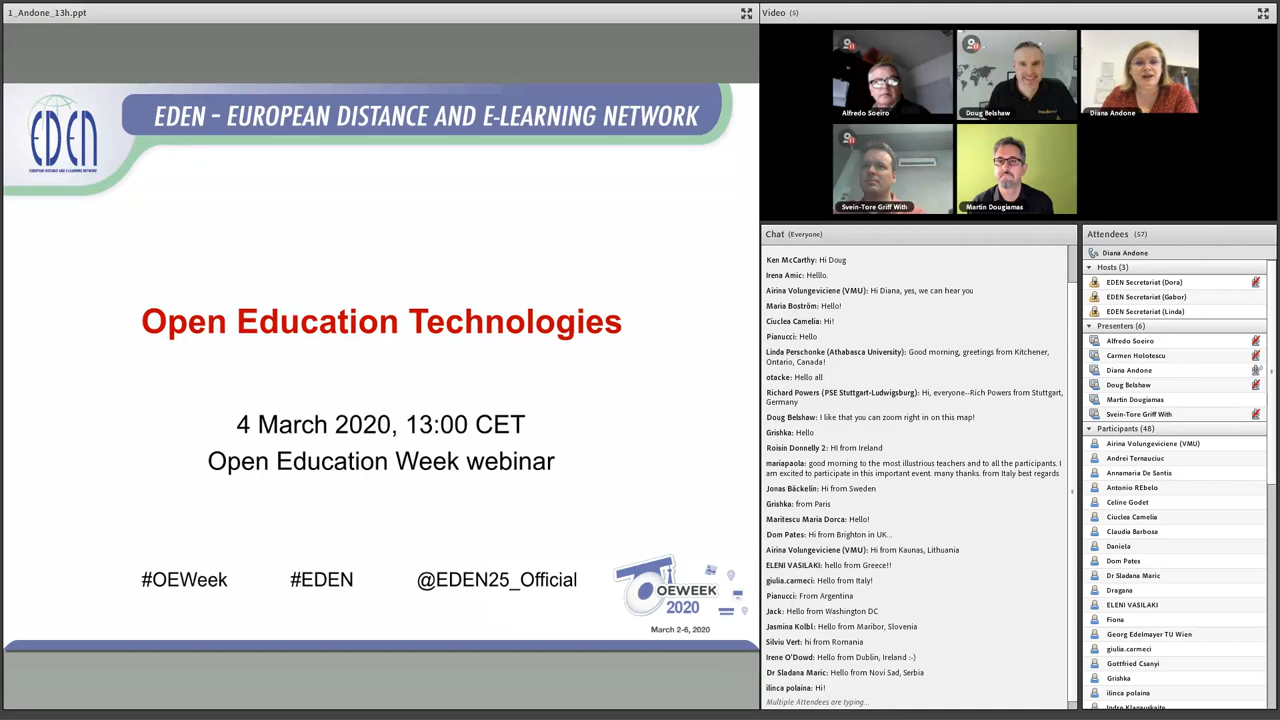 1_Andone_13h.ppt
EDEN
EUROPEAN DISTANCE AND E-LEARNING NETWORK
EDEN - EUROPEAN DISTANCE AND E-LEARNING NETWORK
Open Education Technologies
4 March 2020, 13:00 CET
Open Education Week webinar
#OEWeek
#EDEN
@EDEN25_Official
OEWEEK
2020
March 2-6, 2020
Video (5)
Alfredo Soeiro
Doug Belshaw
Diana Andone
Svein-Tore Griff With
Martin Dougiamas
Chat (Everyone)
Ken McCarthy: Hi Doug
Irena Amic: Helllo.
Airina Volungeviciene (VMU): Hi Diana, yes, we can hear you
Maria Boström: Hello!
Ciuclea Camelia: Hi!
Pianucci: Hello
Linda Perschonke (Athabasca University): Good morning, greetings from Kitchener,
Ontario, Canada!
otacke: Hello all
Richard Powers (PSE Stuttgart-Ludwigsburg): Hi, everyone--Rich Powers from Stuttgart,
Germany
Doug Belshaw: I like that you can zoom right in on this map!
Grishka: Hello
Roisin Donnelly 2: HI from Ireland
mariapaola: good morning to the most illustrious teachers and to all the participants. I
am excited to participate in this important event. many thanks. from Italy best regards
Jonas Bäckelin: Hi from Sweden
Grishka: from Paris
Maritescu Maria Dorca: Hello!
Dom Pates: Hi from Brighton in UK...
Airina Volungeviciene (VMU): Hi from Kaunas, Lithuania
ELENI VASILAKI: hello from Greece!!
giulia.carmeci: Hello from Italy!
Pianucci: From Argentina
Jack: Hello from Washington DC
Jasmina Kolbl: Hello from Maribor, Slovenia
Silviu Vert: hi from Romania
Irene O'Dowd: Hello from Dublin, Ireland :-)
Dr Sladana Maric: Hello from Novi Sad, Serbia
ilinca polaina: Hi!
Multiple Attendees are typing...
Attendees (57)
Diana Andone
Hosts (3)
EDEN Secretariat (Dora)
EDEN Secretariat (Gabor)
EDEN Secretariat (Linda)
Presenters (6)
Alfredo Soeiro
Carmen Holotescu
Diana Andone
Doug Belshaw
Martin Dougiamas
Svein-Tore Griff With
Participants (48)
Airina Volungeviciene (VMU)
Andrei Ternauciuc
Annamaria De Santis
Antonio REbelo
Celine Godet
Ciuclea Camelia
Claudia Barbosa
Daniela
Dom Pates
Dr Sladana Maric
Dragana
ELENI VASILAKI
Fiona
Georg Edelmayer TU Wien
giulia.carmeci
Gottfried Csanyi
Grishka
ilinca polaina